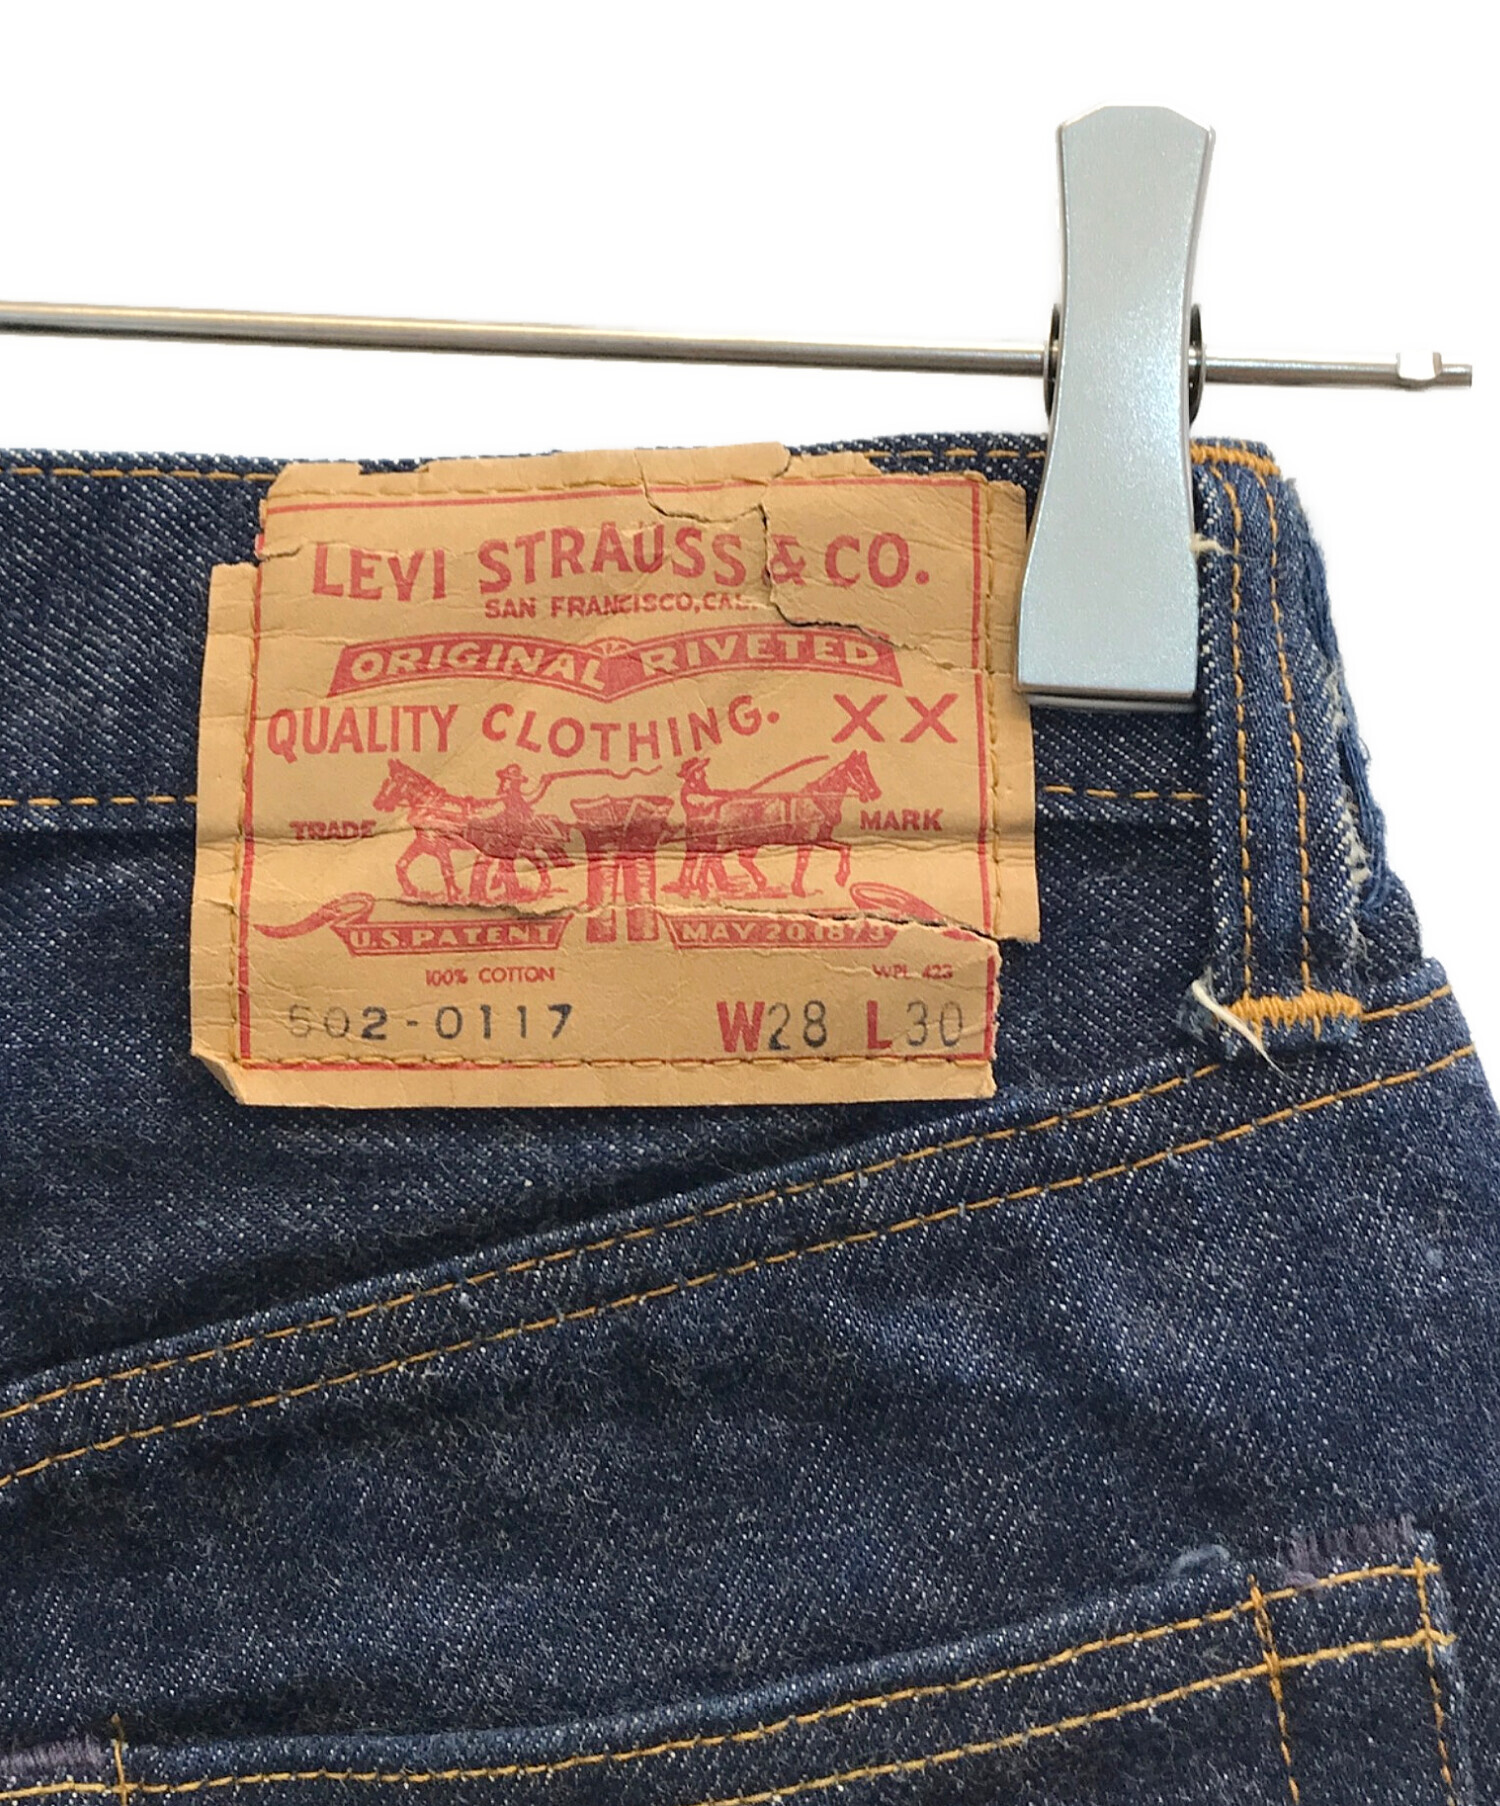 LEVI STRAUSS & CO.
SAN FRANCISCO, CAL.
ORIGINAL RIVETED
QUALITY CLOTHING. XX
TRADE MARK
U.S. PATENT MAY 20 1873
100% COTTON WPL 423
502-0117 W28 L30